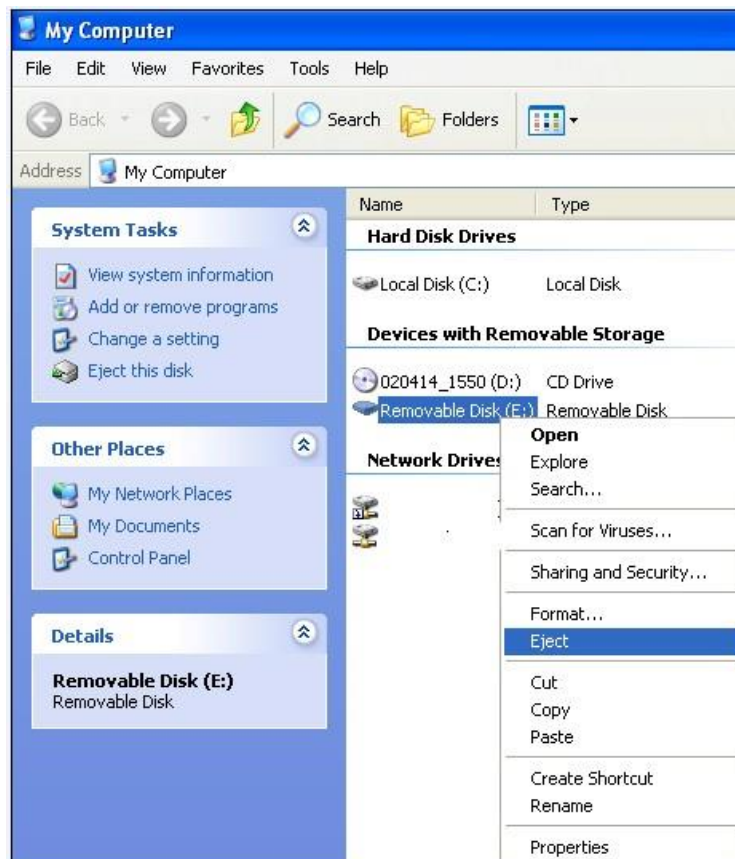 My Computer
File Edit View Favorites Tools Help
Back Search Folders
Address My Computer
System Tasks
View system information
Add or remove programs
Change a setting
Eject this disk
Other Places
My Network Places
My Documents
Control Panel
Details
Removable Disk (E:)
Removable Disk
Name Type
Hard Disk Drives
Local Disk (C:) Local Disk
Devices with Removable Storage
020414_1550 (D:) CD Drive
Removable Disk (E:) Removable Disk
Network Drives
Open
Explore
Search...
Scan for Viruses...
Sharing and Security...
Format...
Eject
Cut
Copy
Paste
Create Shortcut
Rename
Properties